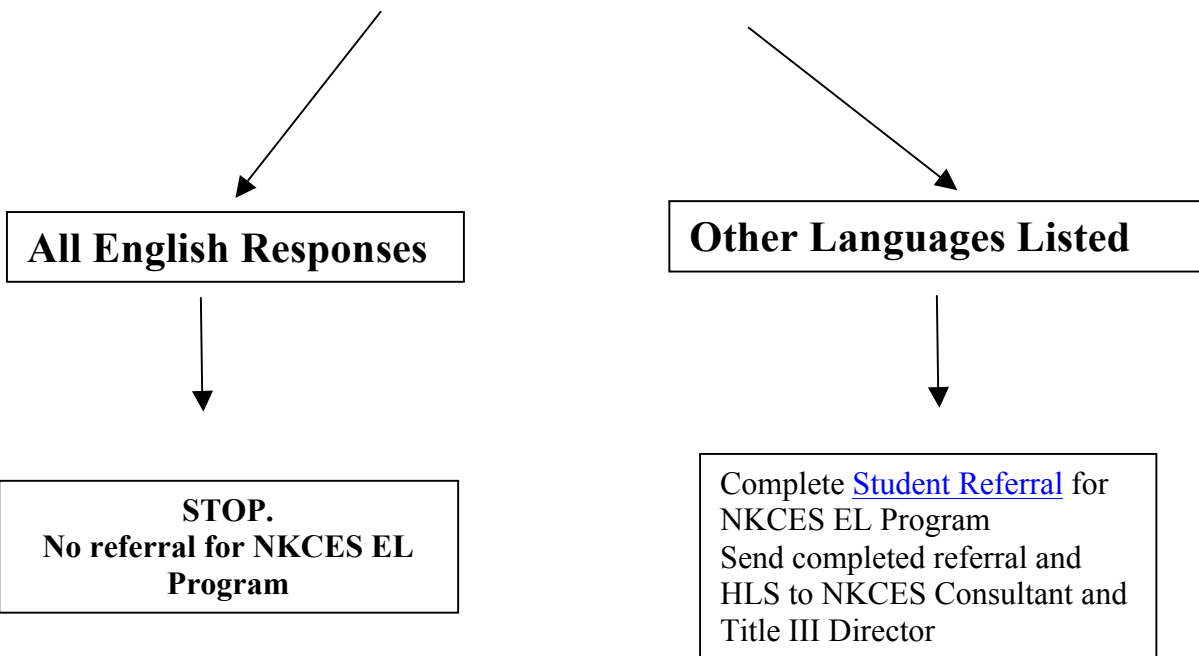 All English Responses
Other Languages Listed
STOP.
No referral for NKCES EL
Program
Complete Student Referral for
NKCES EL Program
Send completed referral and
HLS to NKCES Consultant and
Title III Director